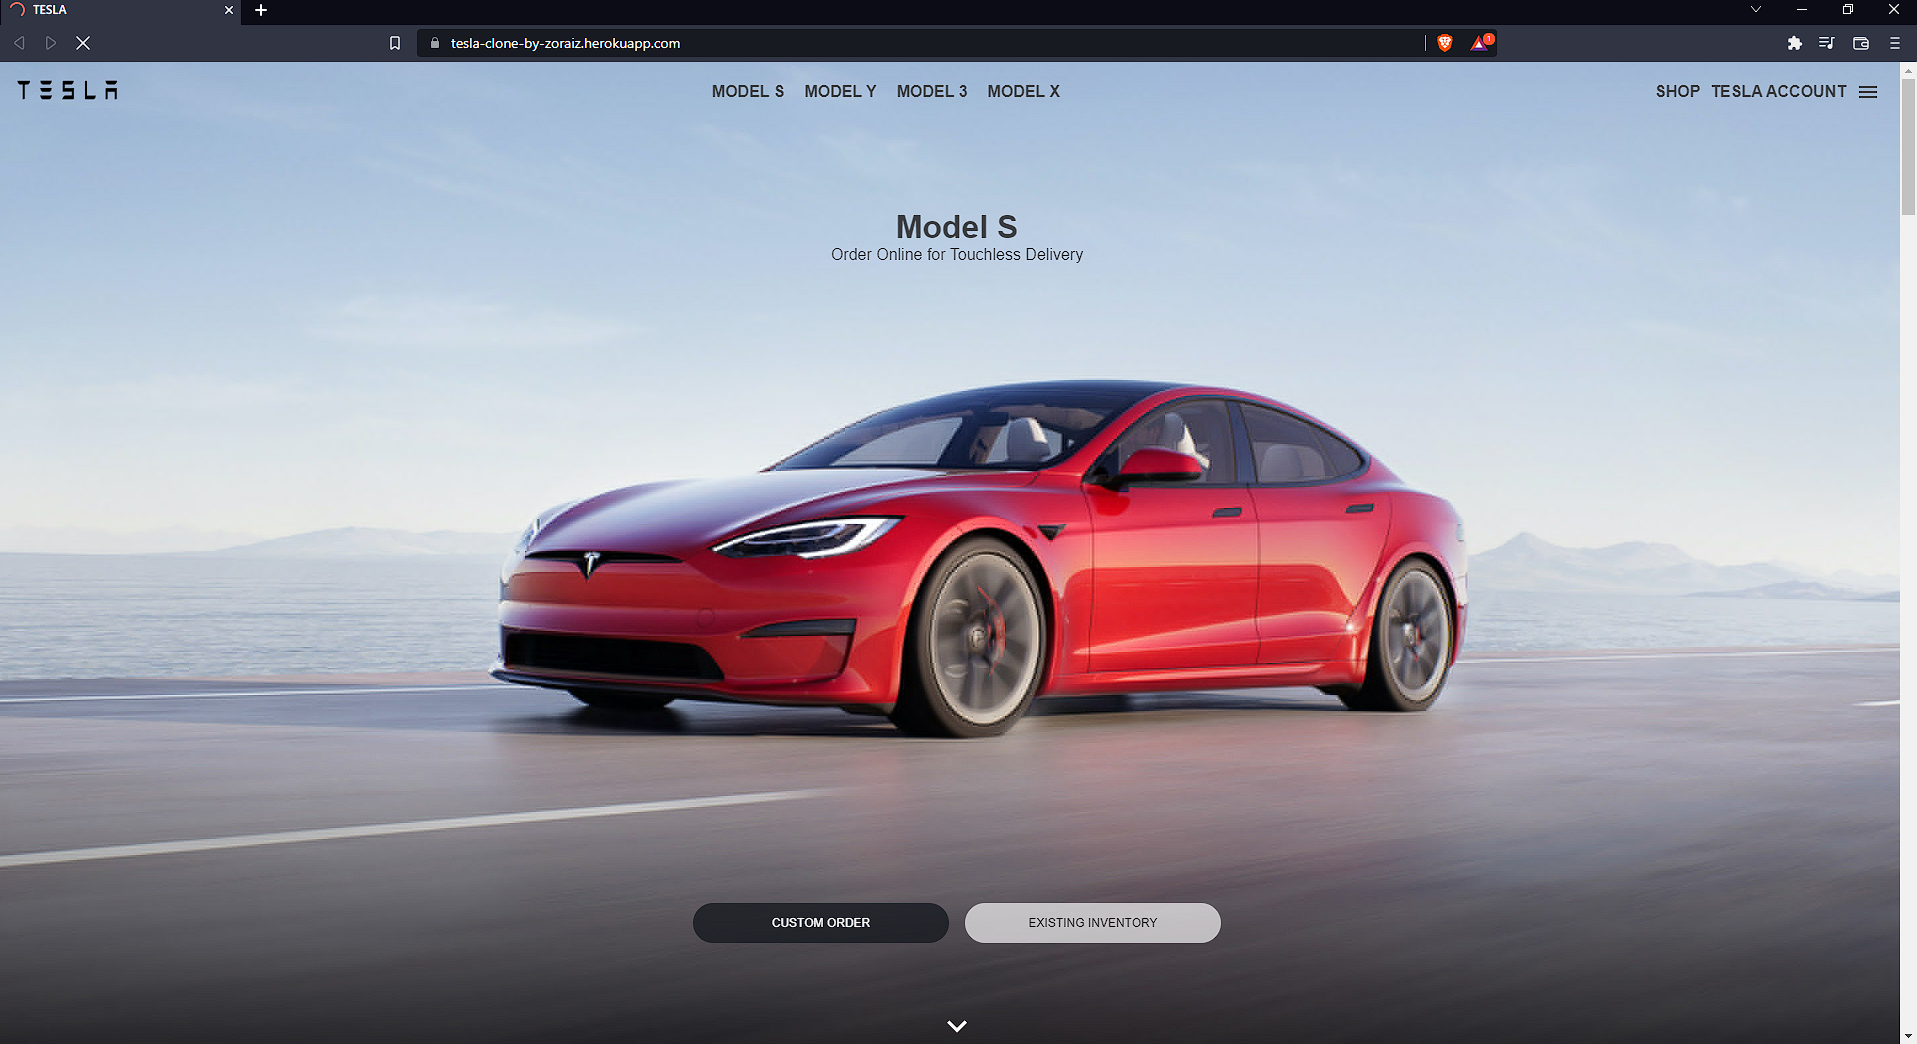 TESLA
tesla-clone-by-zoraiz.herokuapp.com
1
TESLA
MODEL S MODEL Y MODEL 3 MODEL X
SHOP TESLA ACCOUNT
Model S
Order Online for Touchless Delivery
CUSTOM ORDER
EXISTING INVENTORY